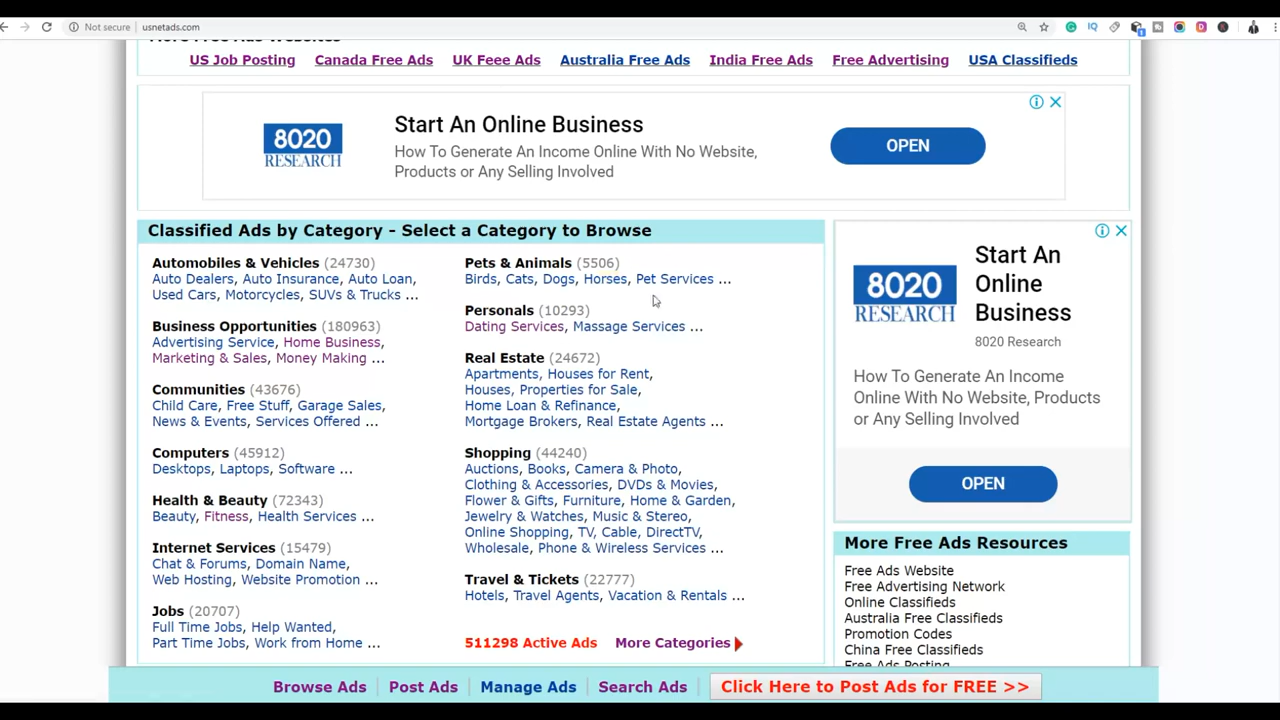 Not secure
usnetads.com
More Free Ads Websites
US Job Posting
Canada Free Ads
UK Feee Ads
Australia Free Ads
India Free Ads
Free Advertising
USA Classifieds
8020
RESEARCH
Start An Online Business
How To Generate An Income Online With No Website,
Products or Any Selling Involved
OPEN
Classified Ads by Category - Select a Category to Browse
Automobiles & Vehicles (24730)
Auto Dealers, Auto Insurance, Auto Loan,
Used Cars, Motorcycles, SUVs & Trucks ...
Business Opportunities (180963)
Advertising Service, Home Business,
Marketing & Sales, Money Making ...
Communities (43676)
Child Care, Free Stuff, Garage Sales,
News & Events, Services Offered ...
Computers (45912)
Desktops, Laptops, Software ...
Health & Beauty (72343)
Beauty, Fitness, Health Services ...
Internet Services (15479)
Chat & Forums, Domain Name,
Web Hosting, Website Promotion ...
Jobs (20707)
Full Time Jobs, Help Wanted,
Part Time Jobs, Work from Home ...
Pets & Animals (5506)
Birds, Cats, Dogs, Horses, Pet Services ...
Personals (10293)
Dating Services, Massage Services ...
Real Estate (24672)
Apartments, Houses for Rent,
Houses, Properties for Sale,
Home Loan & Refinance,
Mortgage Brokers, Real Estate Agents ...
Shopping (44240)
Auctions, Books, Camera & Photo,
Clothing & Accessories, DVDs & Movies,
Flower & Gifts, Furniture, Home & Garden,
Jewelry & Watches, Music & Stereo,
Online Shopping, TV, Cable, DirectTV,
Wholesale, Phone & Wireless Services ...
Travel & Tickets (22777)
Hotels, Travel Agents, Vacation & Rentals ...
511298 Active Ads
More Categories
8020
RESEARCH
Start An
Online
Business
8020 Research
How To Generate An Income
Online With No Website, Products
or Any Selling Involved
OPEN
More Free Ads Resources
Free Ads Website
Free Advertising Network
Online Classifieds
Australia Free Classifieds
Promotion Codes
China Free Classifieds
Free Ads Posting
Browse Ads
Post Ads
Manage Ads
Search Ads
Click Here to Post Ads for FREE >>